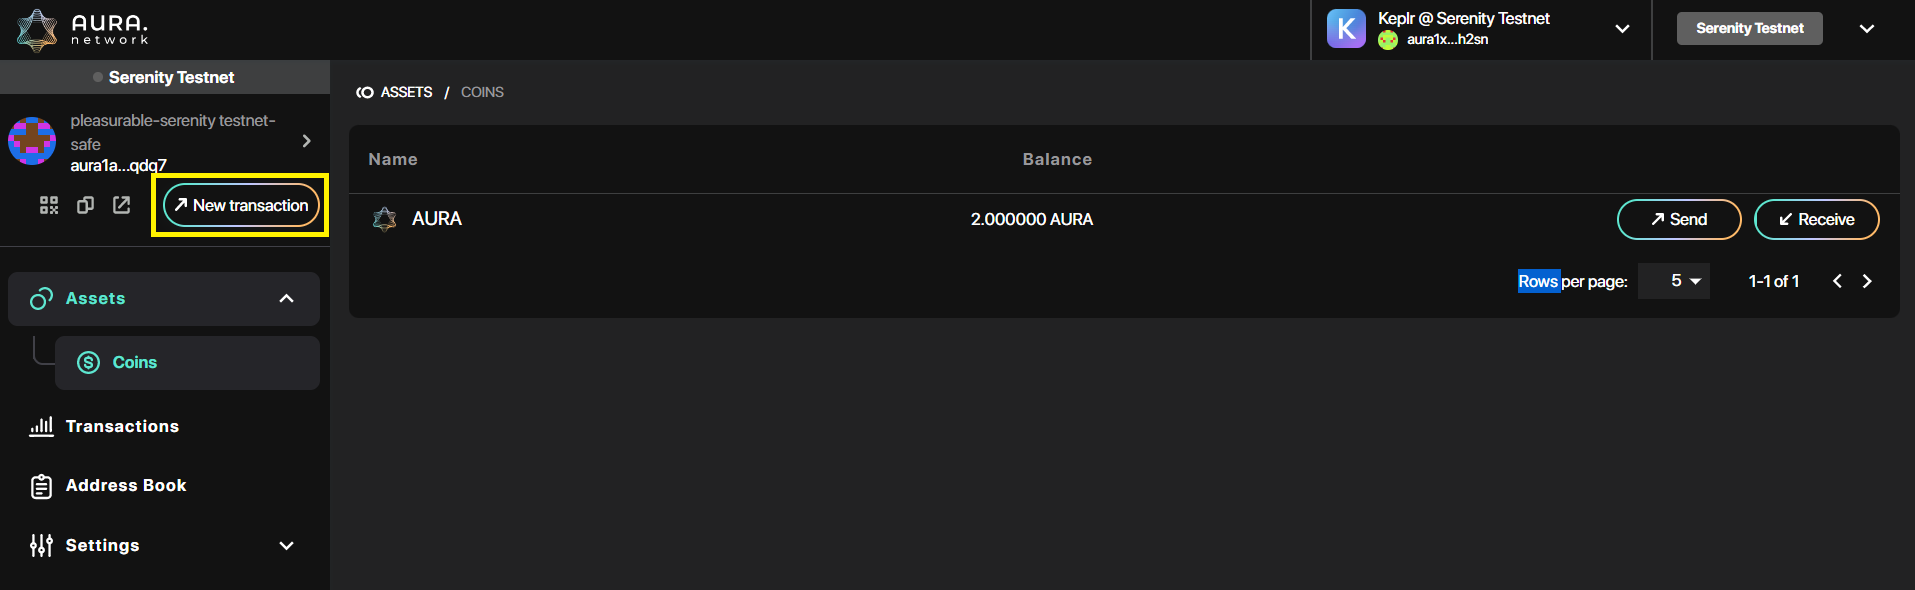 AURA.
network
K
Keplr @ Serenity Testnet
aura1x...h2sn
Serenity Testnet
Serenity Testnet
pleasurable-serenity testnet-
safe
aura1a...qdq7
New transaction
ASSETS / COINS
Name Balance
AURA 2.000000 AURA Send Receive
Rows per page: 5 1-1 of 1
Assets
$ Coins
Transactions
Address Book
Settings